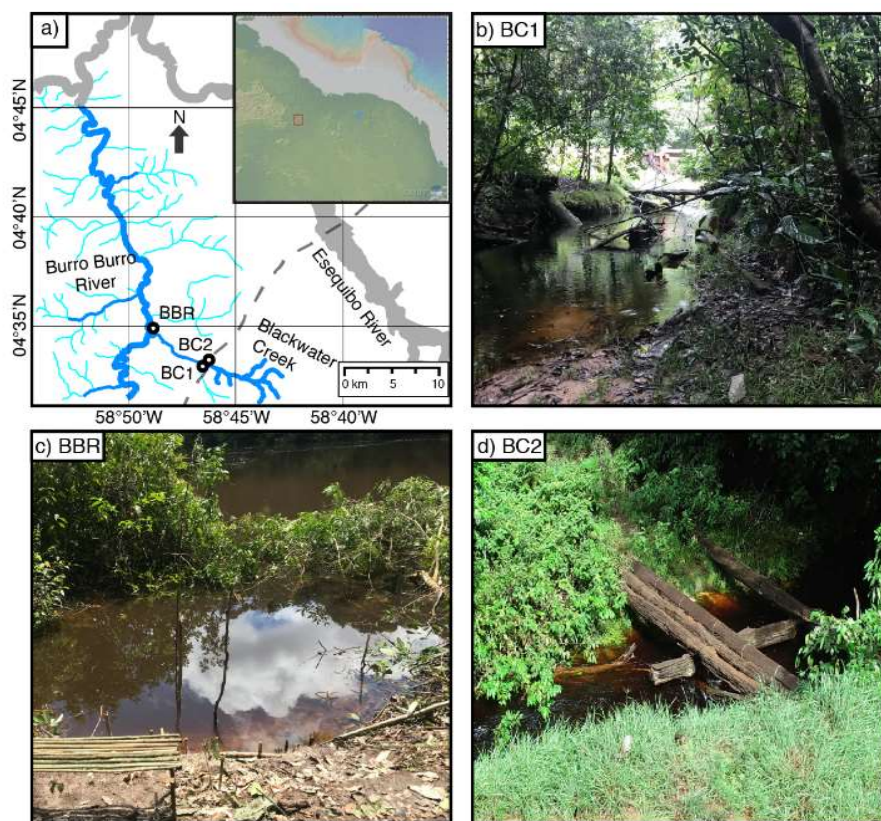 a)
N
04°45'N
04°40'N
04°35'N
Burro Burro
River
Esequibo River
BBR
BC2
BC1
Blackwater
Creek
0 km 5 10
58°50'W 58°45'W 58°40'W
b) BC1
c) BBR
d) BC2